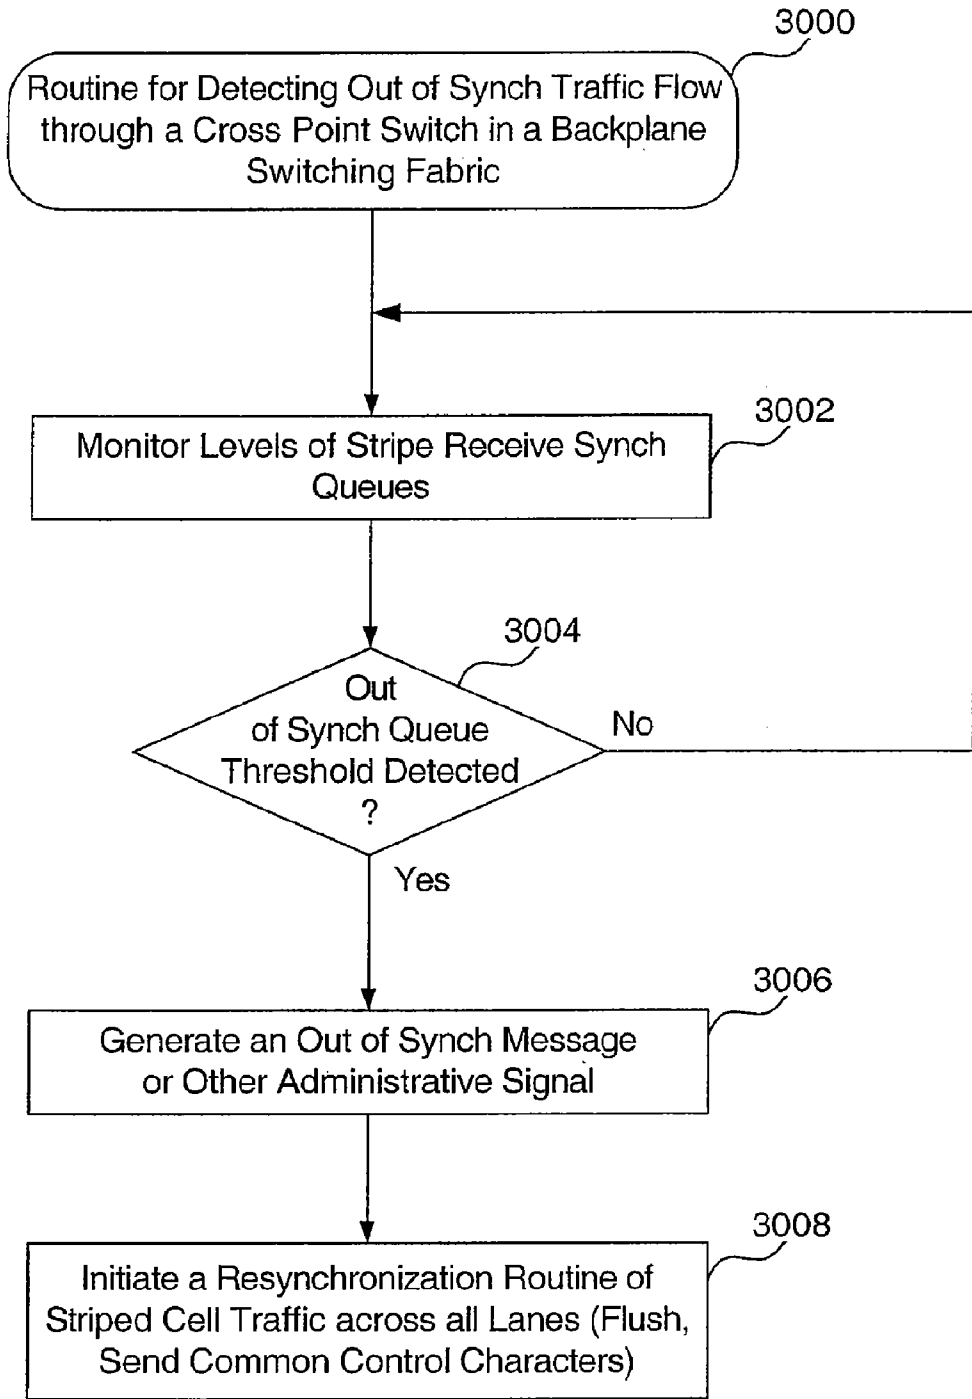 3000
Routine for Detecting Out of Synch Traffic Flow
through a Cross Point Switch in a Backplane
Switching Fabric
3002
Monitor Levels of Stripe Receive Synch
Queues
3004
Out
of Synch Queue
Threshold Detected
?
No
Yes
3006
Generate an Out of Synch Message
or Other Administrative Signal
3008
Initiate a Resynchronization Routine of
Striped Cell Traffic across all Lanes (Flush,
Send Common Control Characters)